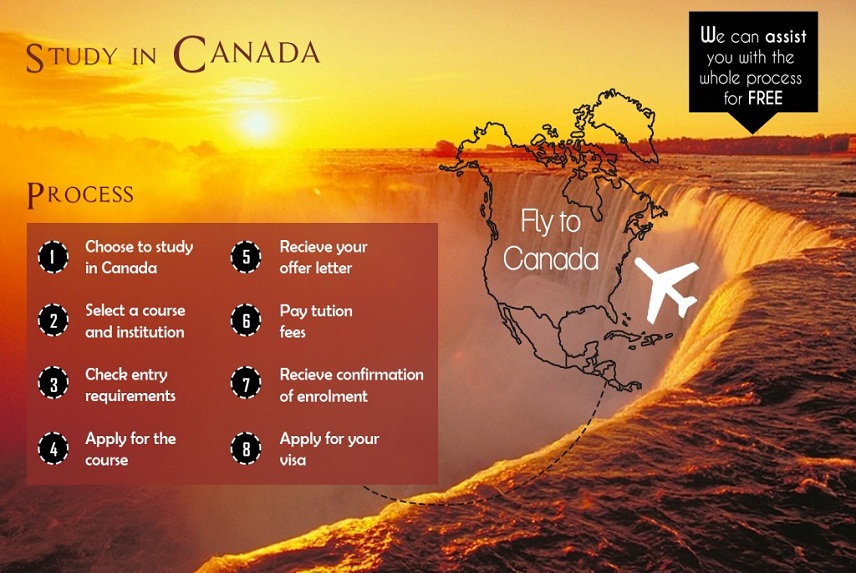 STUDY IN CANADA
We can assist
you with the
whole process
for FREE
PROCESS
1 Choose to study
in Canada
2 Select a course
and institution
3 Check entry
requirements
4 Apply for the
course
5 Recieve your
offer letter
6 Pay tution
fees
7 Recieve confirmation
of enrolment
8 Apply for your
visa
Fly to
Canada